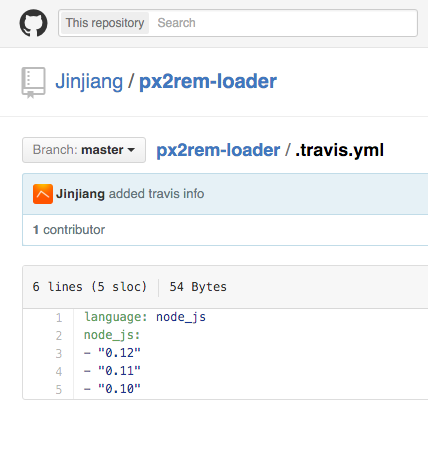 This repository Search
Jinjiang / px2rem-loader
Branch: master px2rem-loader / .travis.yml
Jinjiang added travis info
1 contributor
6 lines (5 sloc) 54 Bytes
1 language: node_js
2 node_js:
3 - "0.12"
4 - "0.11"
5 - "0.10"